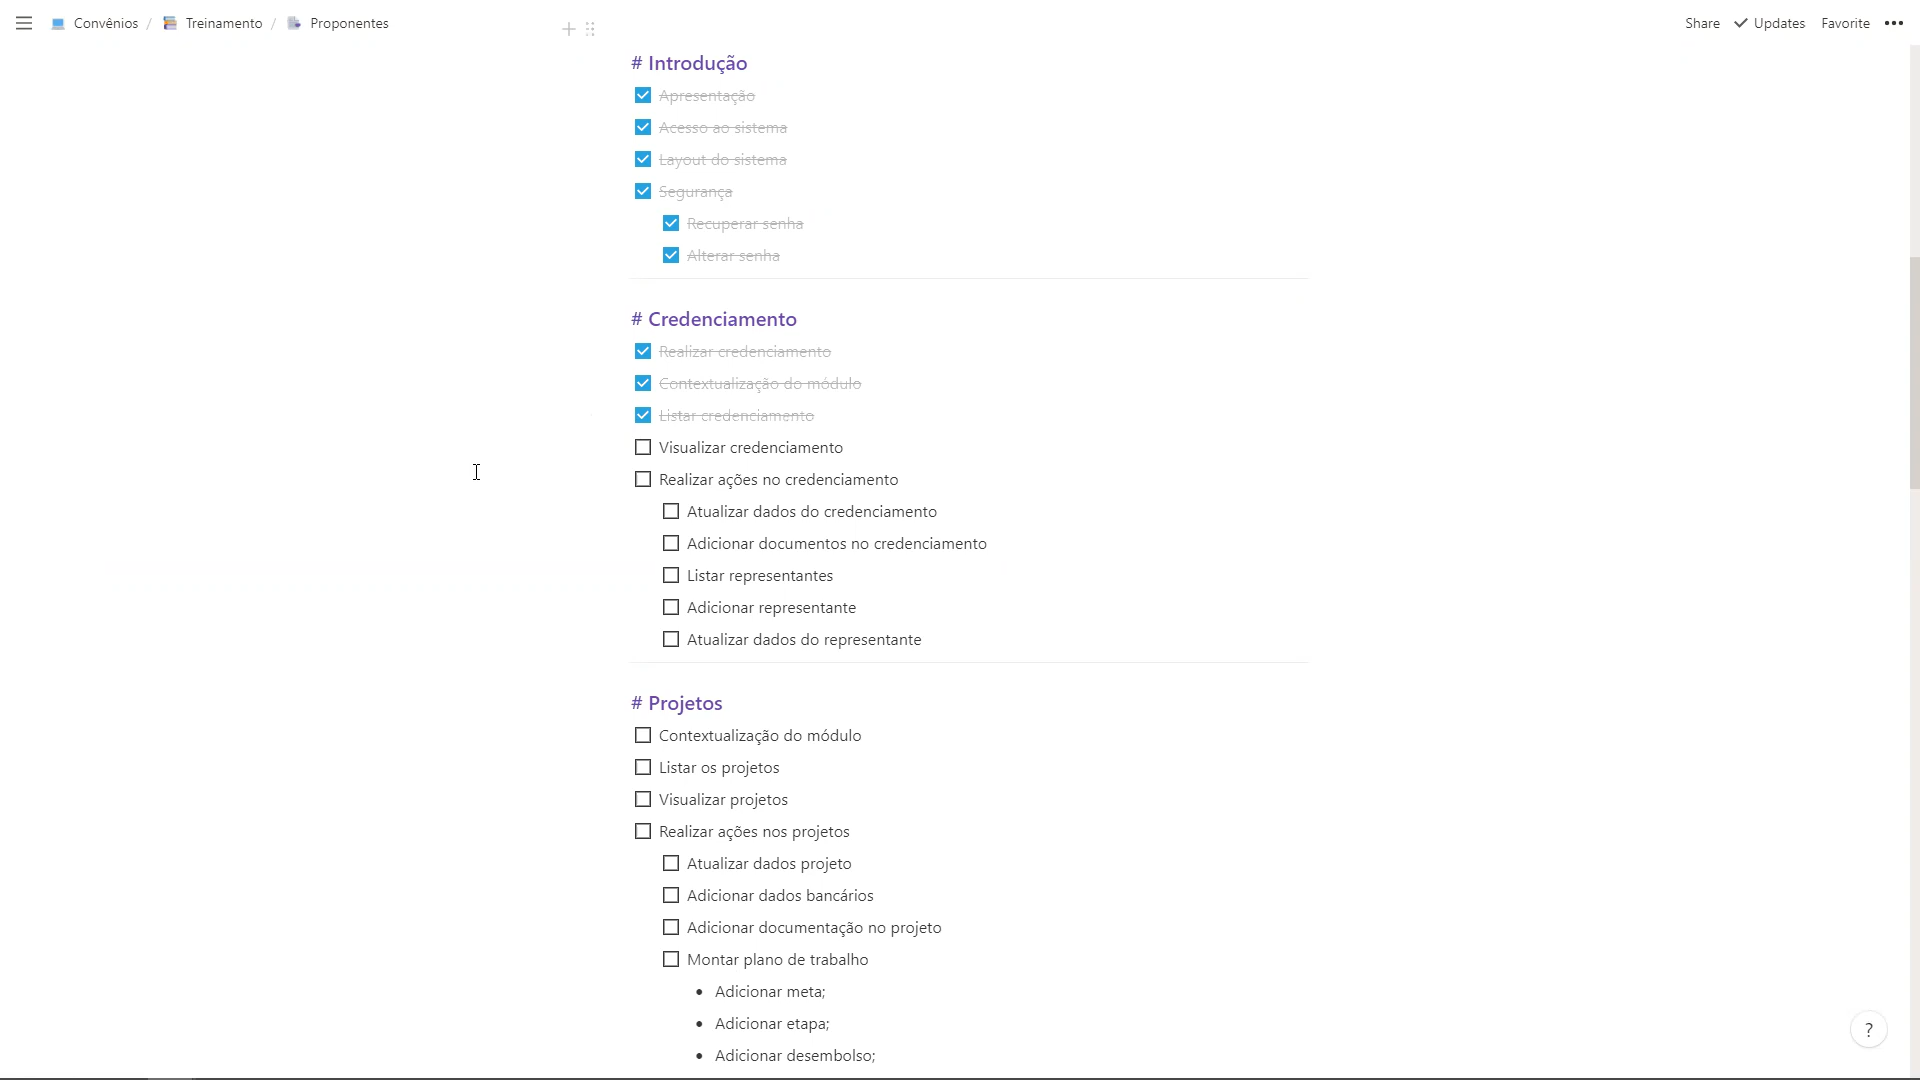 Convênios / Treinamento / Proponentes
Share Updates Favorite
# Introdução
Apresentação
Acesso ao sistema
Layout do sistema
Segurança
Recuperar senha
Alterar senha
# Credenciamento
Realizar credenciamento
Contextualização do módulo
Listar credenciamento
Visualizar credenciamento
Realizar ações no credenciamento
Atualizar dados do credenciamento
Adicionar documentos no credenciamento
Listar representantes
Adicionar representante
Atualizar dados do representante
# Projetos
Contextualização do módulo
Listar os projetos
Visualizar projetos
Realizar ações nos projetos
Atualizar dados projeto
Adicionar dados bancários
Adicionar documentação no projeto
Montar plano de trabalho
• Adicionar meta;
• Adicionar etapa;
• Adicionar desembolso;
?